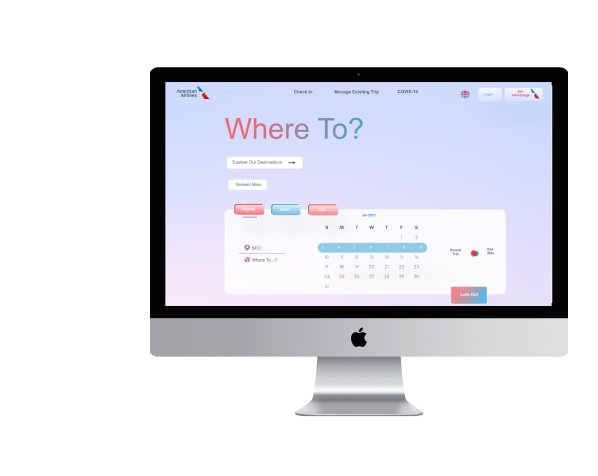 American
Airlines
Check In
Manage Existing Trip
COVID-15
Login
Join
AAdvantage
Where To?
Explore Our Destinations
Redeem Miles
Flights
Hotel
Car
Jan 2021
S M T W T F S
1 2
3 4 5 6 7 8 9
10 11 12 13 14 15 16
17 18 19 20 21 22 23
24 25 26 27 28 29 30
31
SFO
Where To...?
Round
Trip
One
Way
Lets Go!